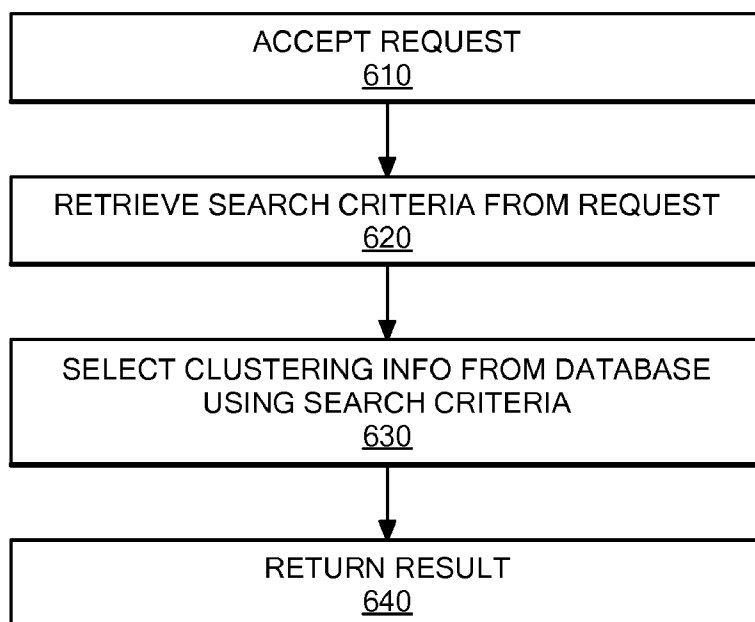 ACCEPT REQUEST
610
RETRIEVE SEARCH CRITERIA FROM REQUEST
620
SELECT CLUSTERING INFO FROM DATABASE
USING SEARCH CRITERIA
630
RETURN RESULT
640